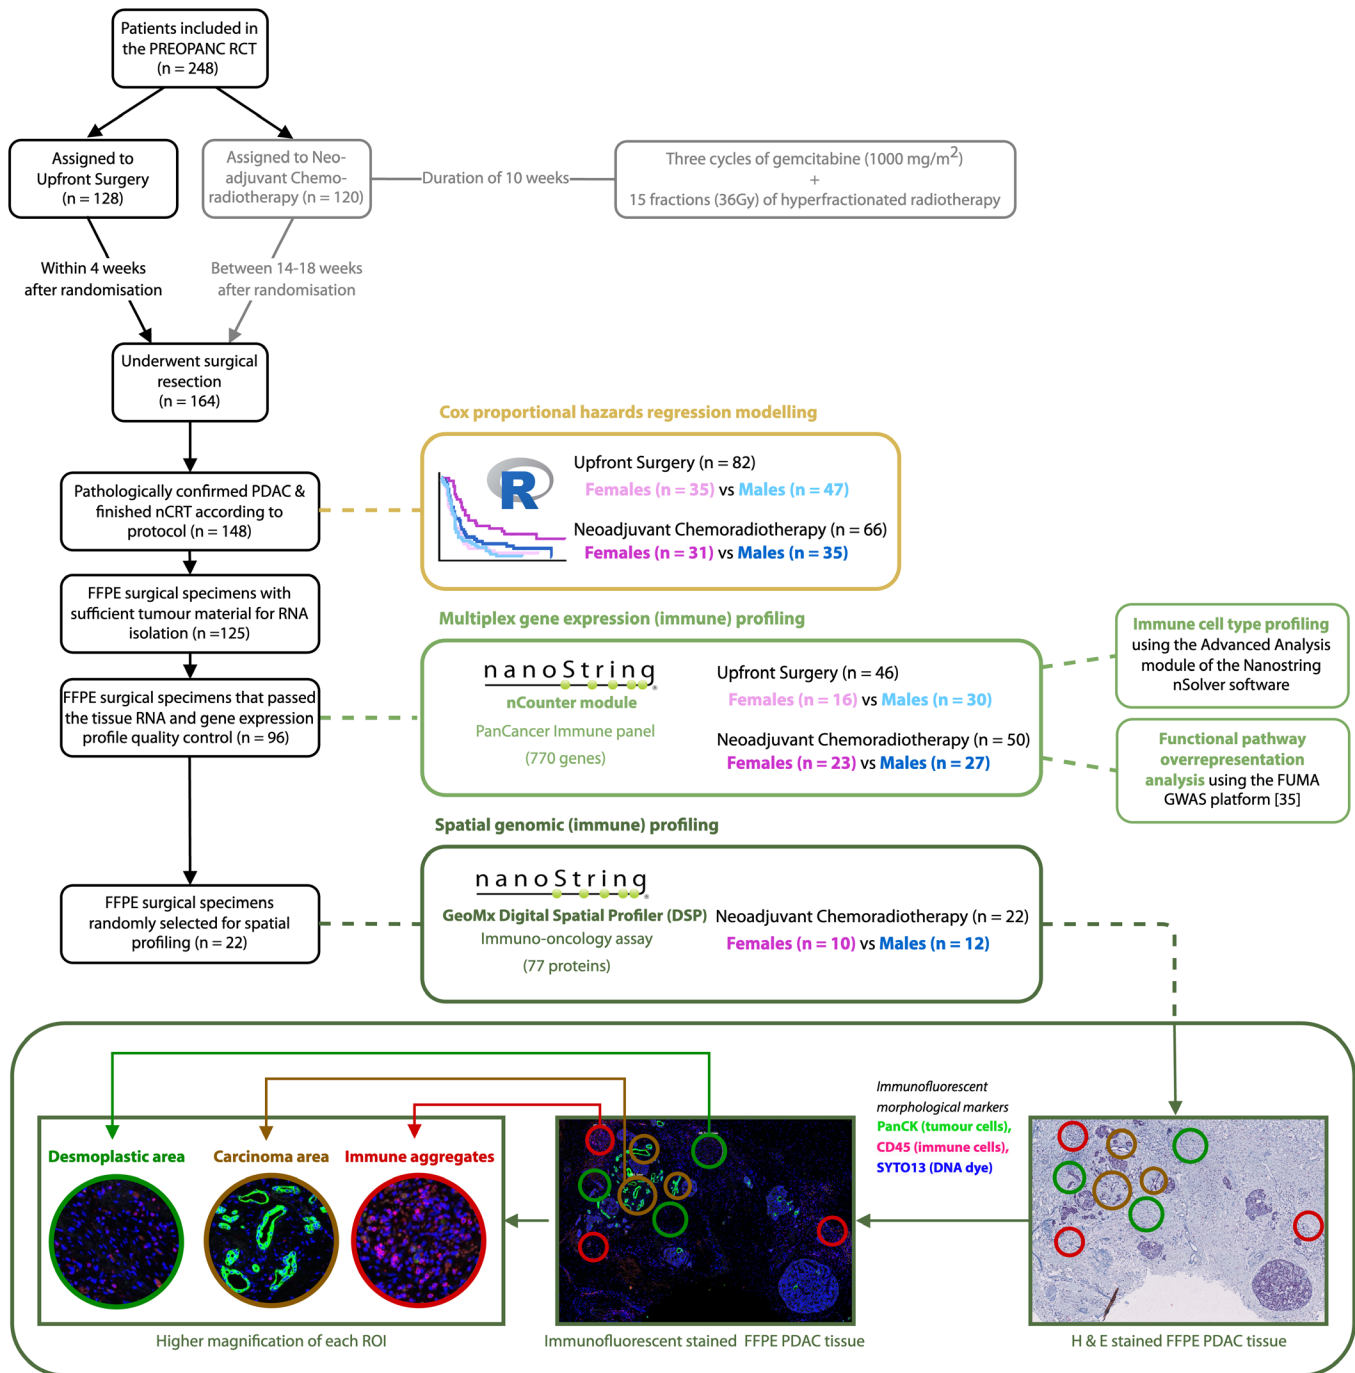 Patients included in
the PREOPANC RCT
(n = 248)
Assigned to
Upfront Surgery
(n = 128)
Assigned to Neo-
adjuvant Chemo-
radiotherapy (n = 120)
Duration of 10 weeks
Three cycles of gemcitabine (1000 mg/m²)
+
15 fractions (36Gy) of hyperfractionated radiotherapy
Within 4 weeks
after randomisation
Between 14-18 weeks
after randomisation
Underwent surgical
resection
(n = 164)
Cox proportional hazards regression modelling
R
Upfront Surgery (n = 82)
Females (n = 35) vs Males (n = 47)
Neoadjuvant Chemoradiotherapy (n = 66)
Females (n = 31) vs Males (n = 35)
Pathologically confirmed PDAC &
finished nCRT according to
protocol (n = 148)
FFPE surgical specimens with
sufficient tumour material for RNA
isolation (n =125)
Multiplex gene expression (immune) profiling
nanoString®
nCounter module
PanCancer Immune panel
(770 genes)
Upfront Surgery (n = 46)
Females (n = 16) vs Males (n = 30)
Neoadjuvant Chemoradiotherapy (n = 50)
Females (n = 23) vs Males (n = 27)
Immune cell type profiling
using the Advanced Analysis
module of the Nanostring
nSolver software
Functional pathway
overrepresentation
analysis using the FUMA
GWAS platform [35]
FFPE surgical specimens that passed
the tissue RNA and gene expression
profile quality control (n = 96)
Spatial genomic (immune) profiling
nanoString®
GeoMx Digital Spatial Profiler (DSP)
Immuno-oncology assay
(77 proteins)
Neoadjuvant Chemoradiotherapy (n = 22)
Females (n = 10) vs Males (n = 12)
FFPE surgical specimens
randomly selected for spatial
profiling (n = 22)
Immunofluorescent
morphological markers
PanCK (tumour cells),
CD45 (immune cells),
SYTO13 (DNA dye)
Desmoplastic area
Carcinoma area
Immune aggregates
Higher magnification of each ROI
Immunofluorescent stained FFPE PDAC tissue
H & E stained FFPE PDAC tissue